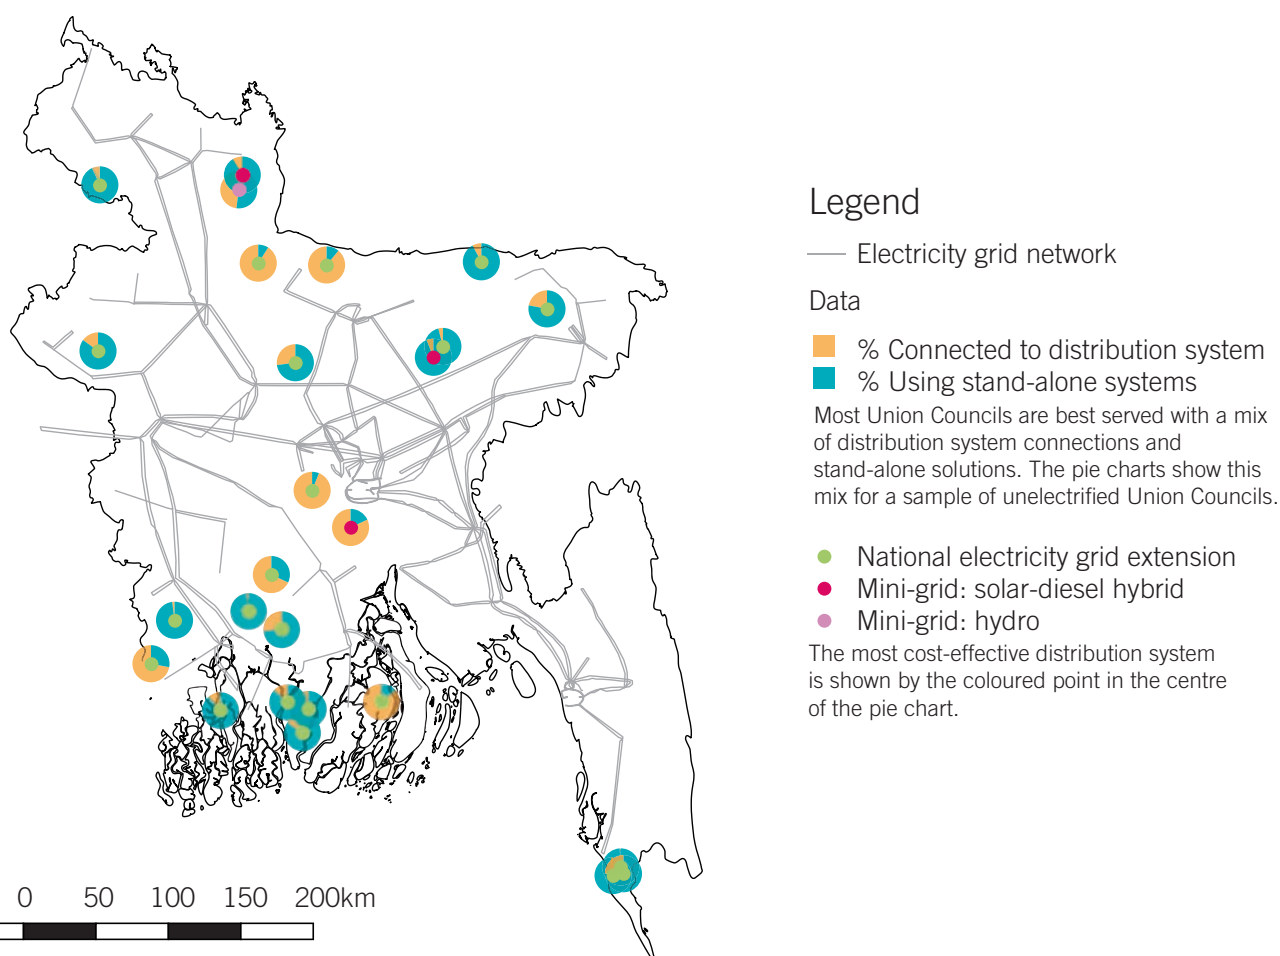 Legend
Electricity grid network
Data
% Connected to distribution system
% Using stand-alone systems
Most Union Councils are best served with a mix
of distribution system connections and
stand-alone solutions. The pie charts show this
mix for a sample of unelectrified Union Councils.
National electricity grid extension
Mini-grid: solar-diesel hybrid
Mini-grid: hydro
The most cost-effective distribution system
is shown by the coloured point in the centre
of the pie chart.
0 50 100 150 200km